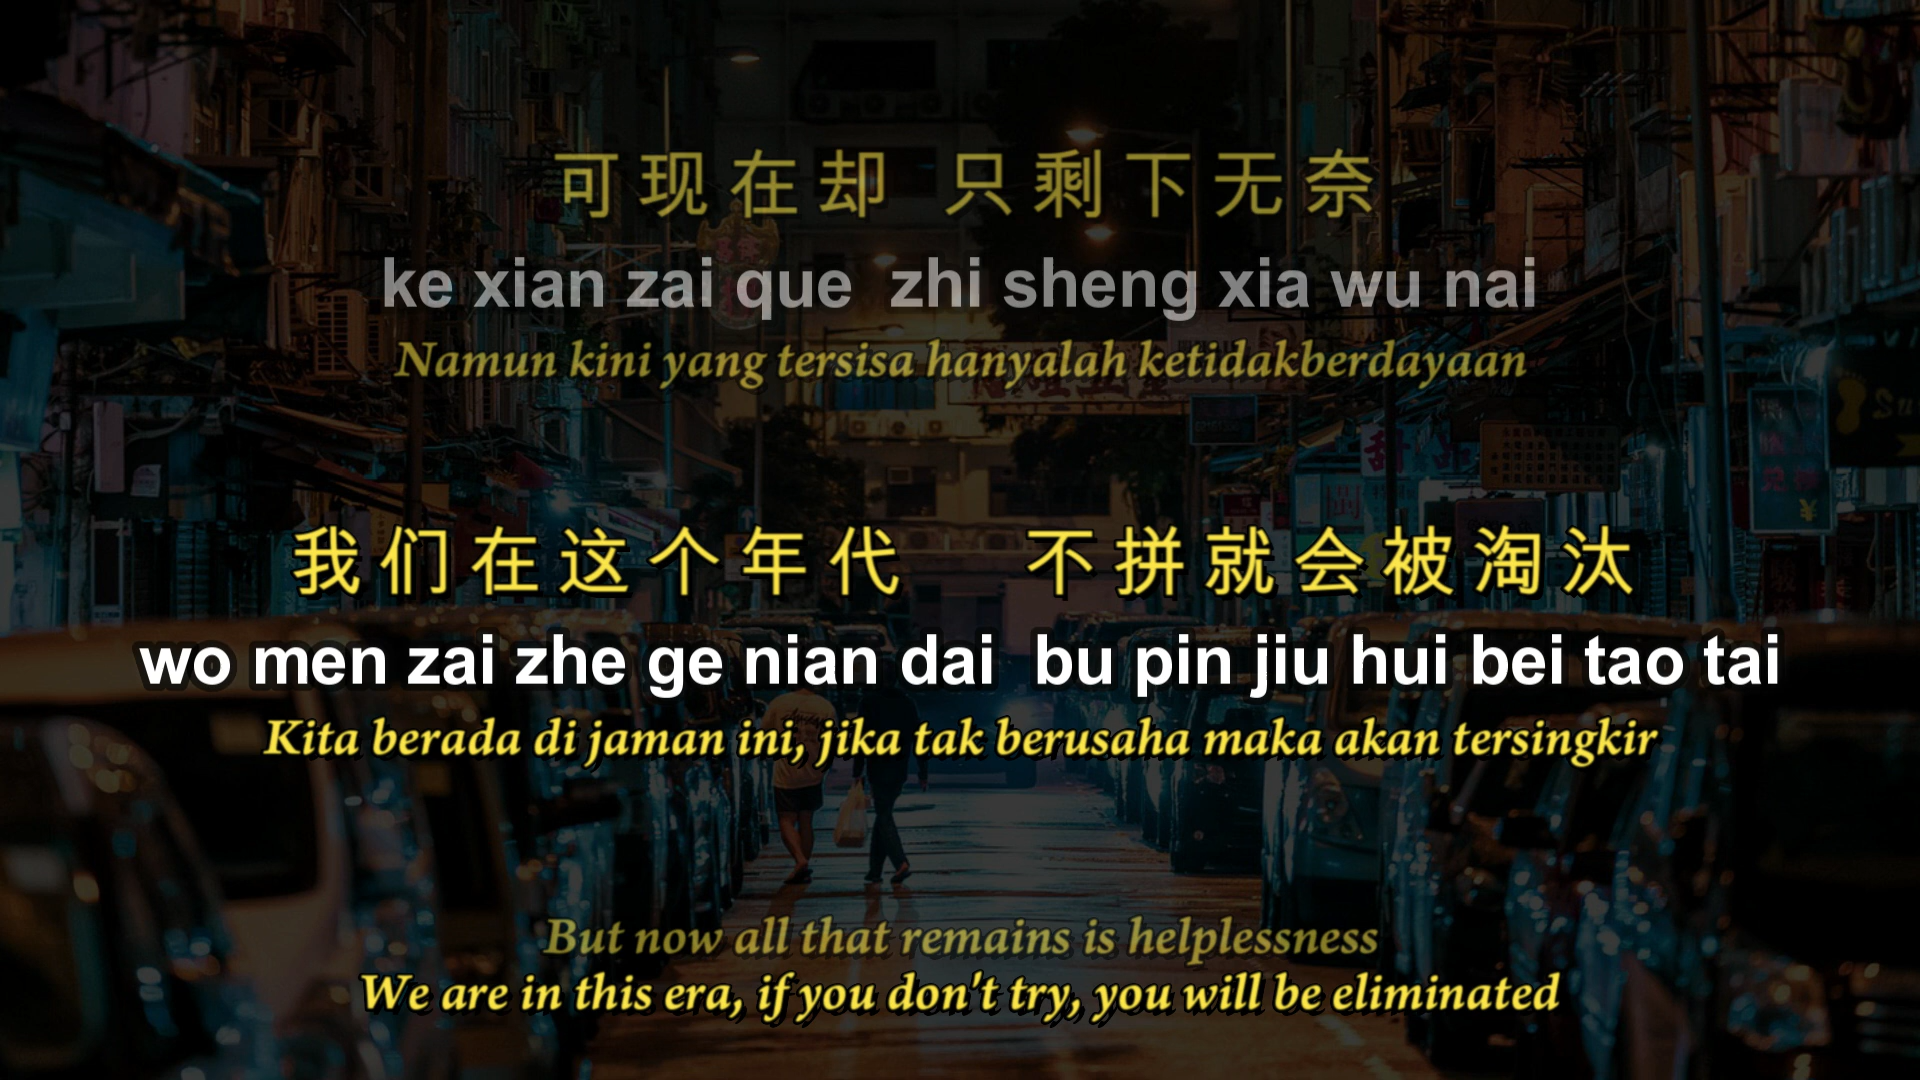 可现在却 只剩下无奈
ke xian zai que zhi sheng xia wu nai
Namun kini yang tersisa hanyalah ketidakberdayaan
我们在这个年代 不拼就会被淘汰
wo men zai zhe ge nian dai bu pin jiu hui bei tao tai
Kita berada di jaman ini, jika tak berusaha maka akan tersingkir
But now all that remains is helplessness
We are in this era, if you don't try, you will be eliminated